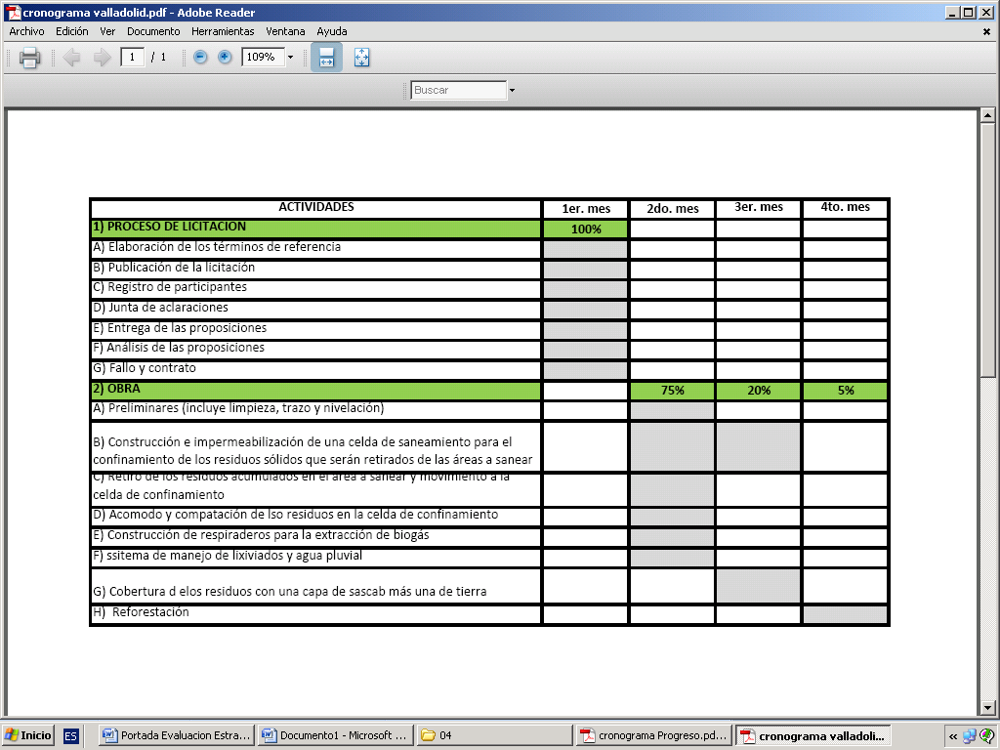 cronograma valladolid.pdf - Adobe Reader
Archivo Edición Ver Documento Herramientas Ventana Ayuda
1 / 1 109%
Buscar
ACTIVIDADES 1er. mes 2do. mes 3er. mes 4to. mes
1) PROCESO DE LICITACION 100%
A) Elaboración de los términos de referencia
B) Publicación de la licitación
C) Registro de participantes
D) Junta de aclaraciones
E) Entrega de las proposiciones
F) Análisis de las proposiciones
G) Fallo y contrato
2) OBRA 75% 20% 5%
A) Preliminares (incluye limpieza, trazo y nivelación)
B) Construcción e impermeabilización de una celda de saneamiento para el
confinamiento de los residuos sólidos que serán retirados de las áreas a sanear
C) Retiro de los residuos acumulados en el área a sanear y movimiento a la
celda de confinamiento
D) Acomodo y compatación de lso residuos en la celda de confinamiento
E) Construcción de respiraderos para la extracción de biogás
F) ssitema de manejo de lixiviados y agua pluvial
G) Cobertura d elos residuos con una capa de sascab más una de tierra
H) Reforestación
Inicio ES Portada Evaluacion Estra... Documento1 - Microsoft ... 04 cronograma Progreso.pd... cronograma valladoli... «